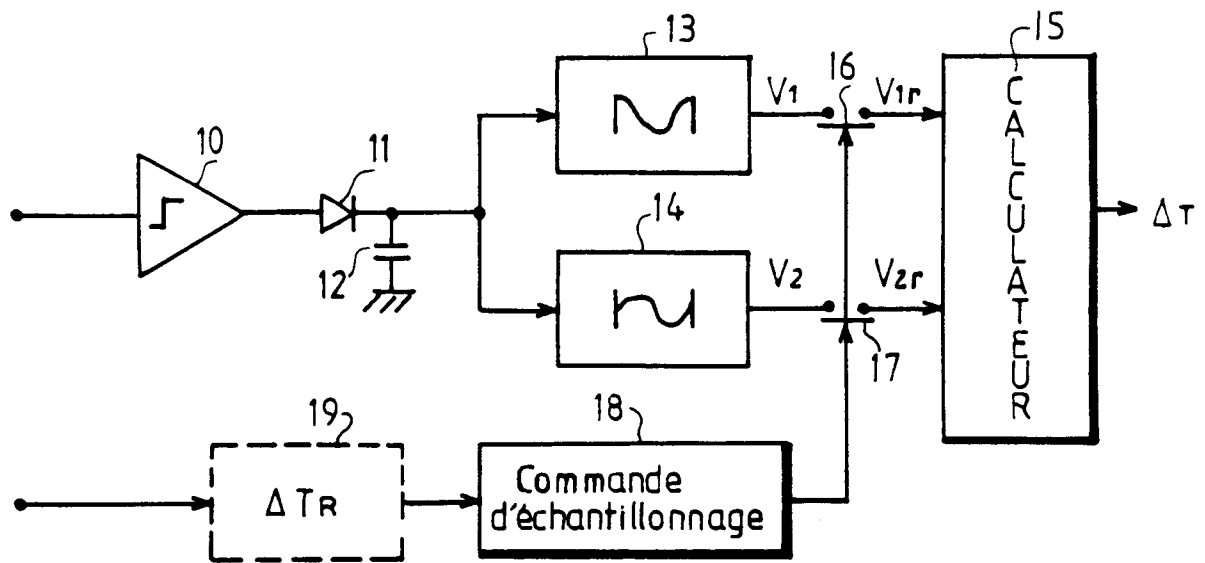 15
13
16
V1
V1r
CALCULATEUR
10
11
14
ΔT
12
V2
V2r
17
19
18
ΔTR
Commande
d'échantillonnage